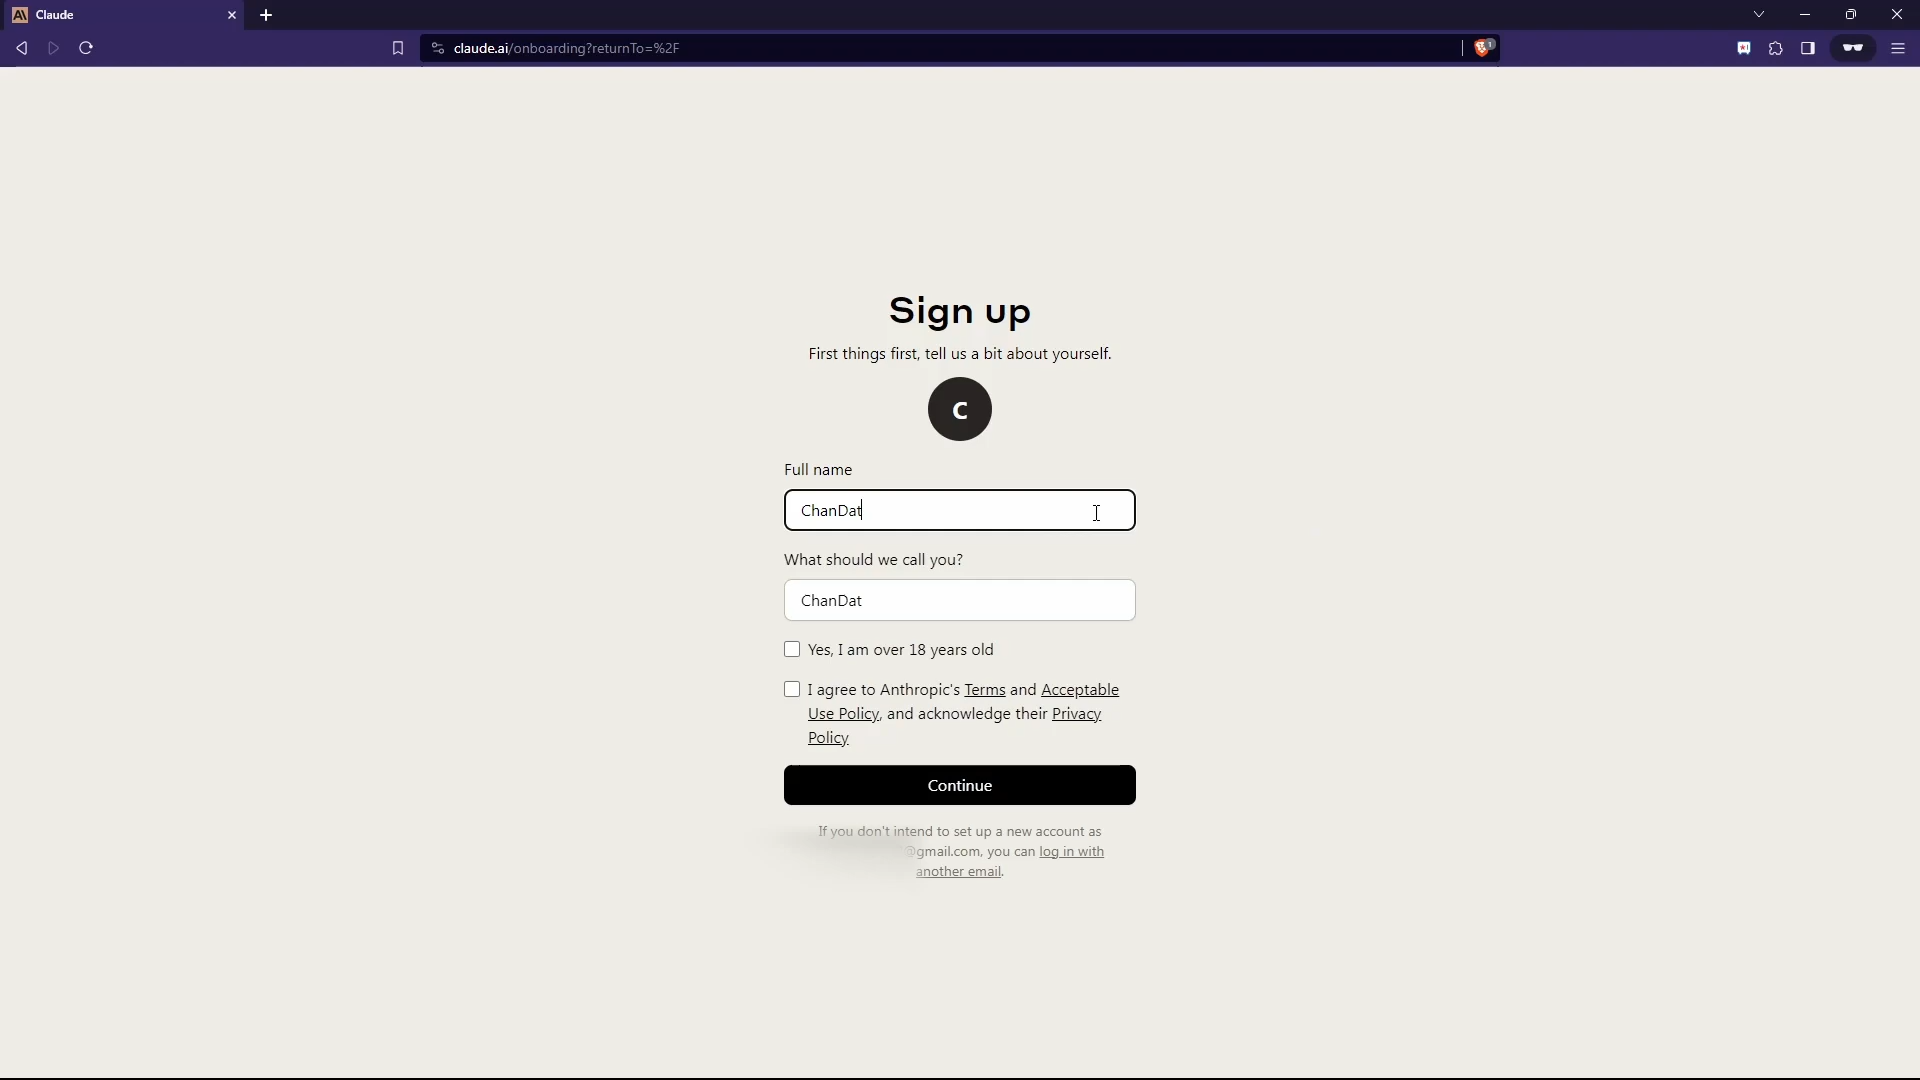 Claude
claude.ai/onboarding?returnTo=%2F
1
Sign up
First things first, tell us a bit about yourself.
C
Full name
ChanDat
What should we call you?
ChanDat
Yes, I am over 18 years old
I agree to Anthropic's Terms and Acceptable
Use Policy, and acknowledge their Privacy
Policy
Continue
If you don't intend to set up a new account as
@gmail.com, you can log in with
another email.